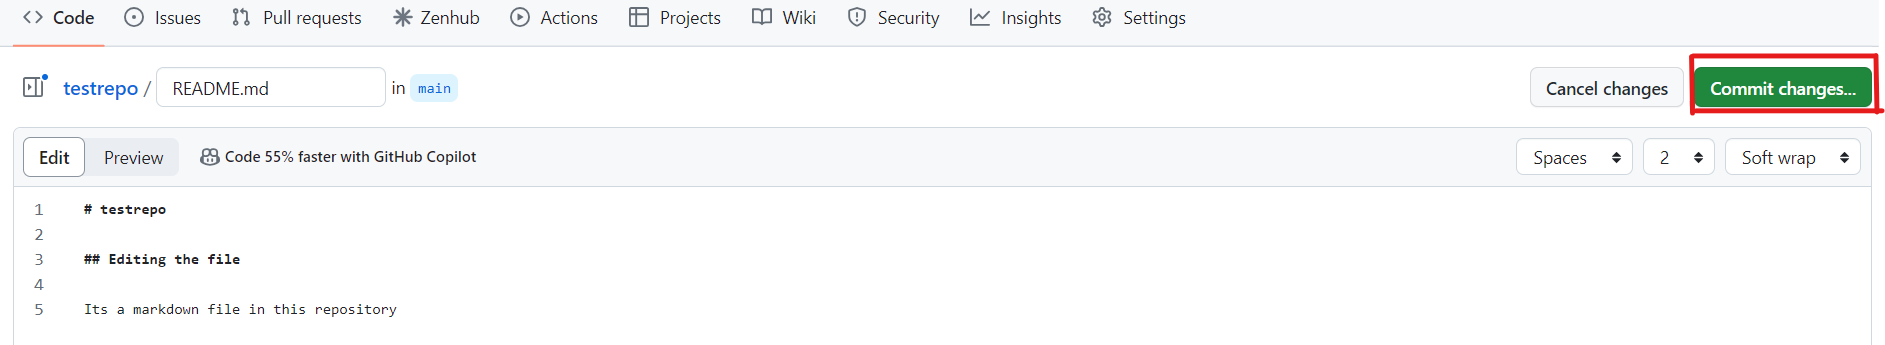 Code Issues Pull requests Zenhub Actions Projects Wiki Security Insights Settings
testrepo / README.md in main Cancel changes Commit changes...
Edit Preview Code 55% faster with GitHub Copilot Spaces 2 Soft wrap
1 # testrepo
2
3 ## Editing the file
4
5 Its a markdown file in this repository